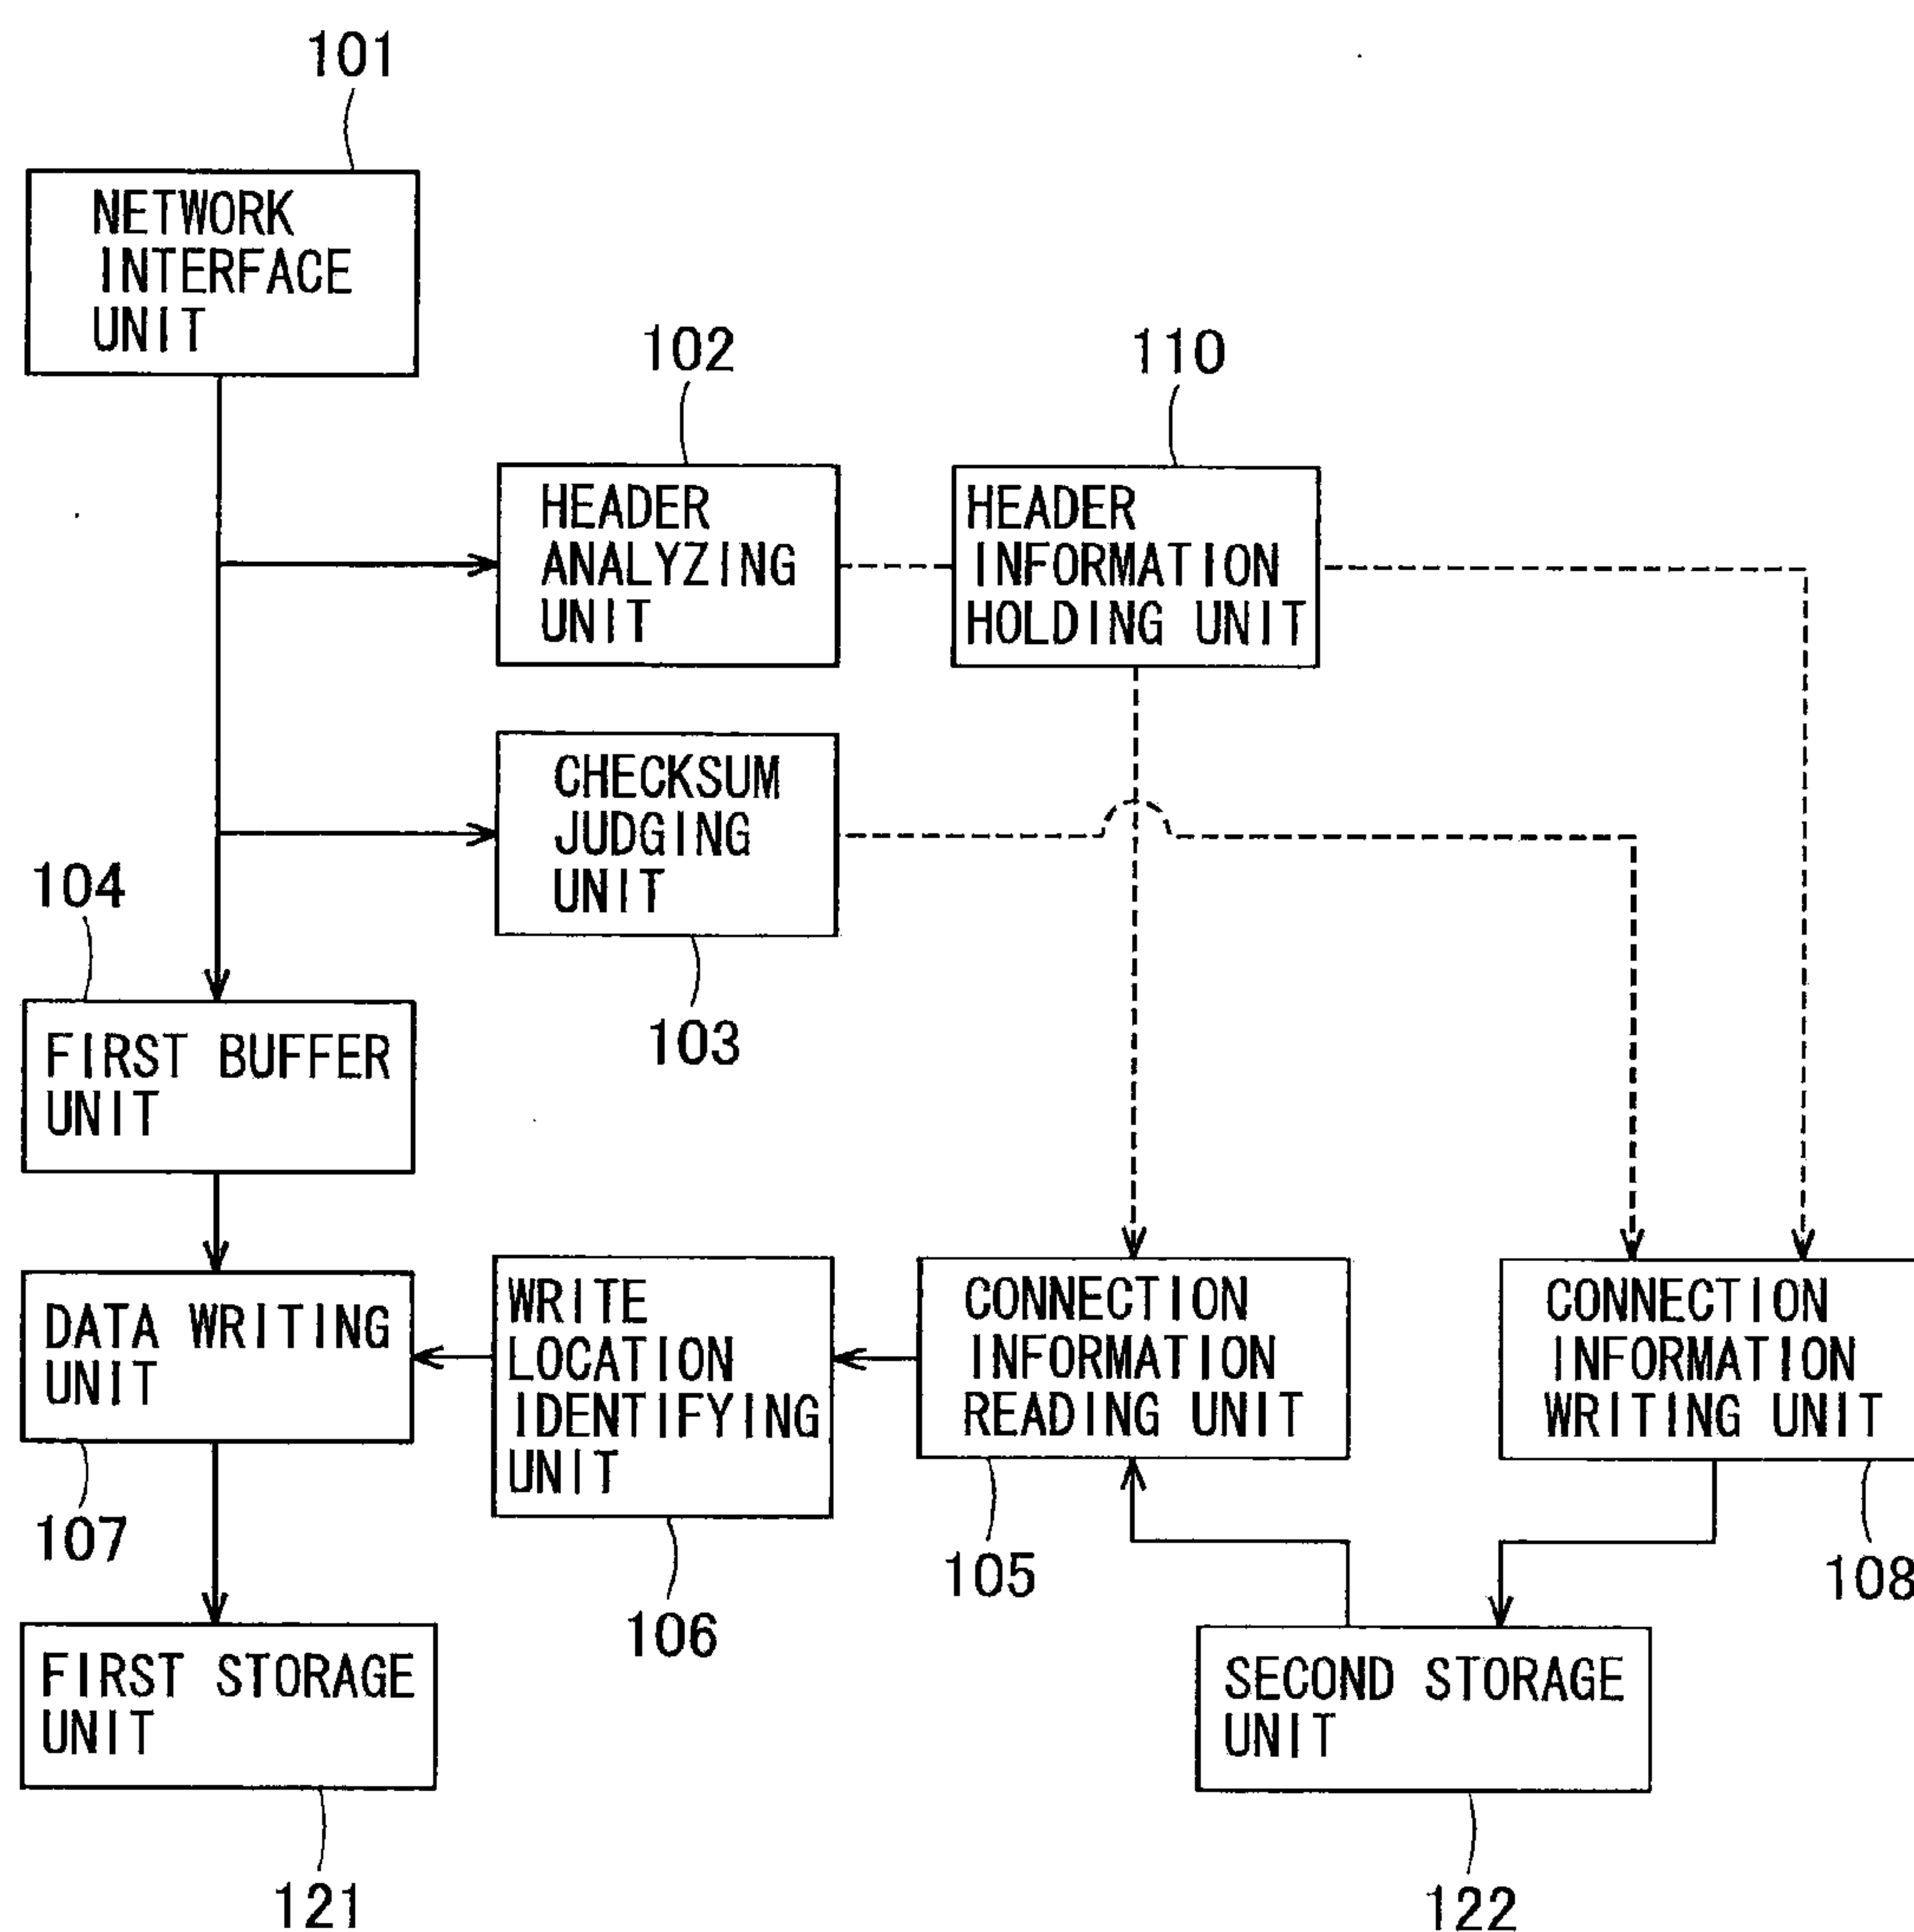 101
NETWORK
INTERFACE
UNIT
102
110
HEADER
ANALYZING
UNIT
HEADER
INFORMATION
HOLDING UNIT
CHECKSUM
JUDGING
UNIT
103
104
FIRST BUFFER
UNIT
DATA WRITING
UNIT
107
WRITE
LOCATION
IDENTIFYING
UNIT
106
CONNECTION
INFORMATION
READING UNIT
105
CONNECTION
INFORMATION
WRITING UNIT
108
FIRST STORAGE
UNIT
121
SECOND STORAGE
UNIT
122